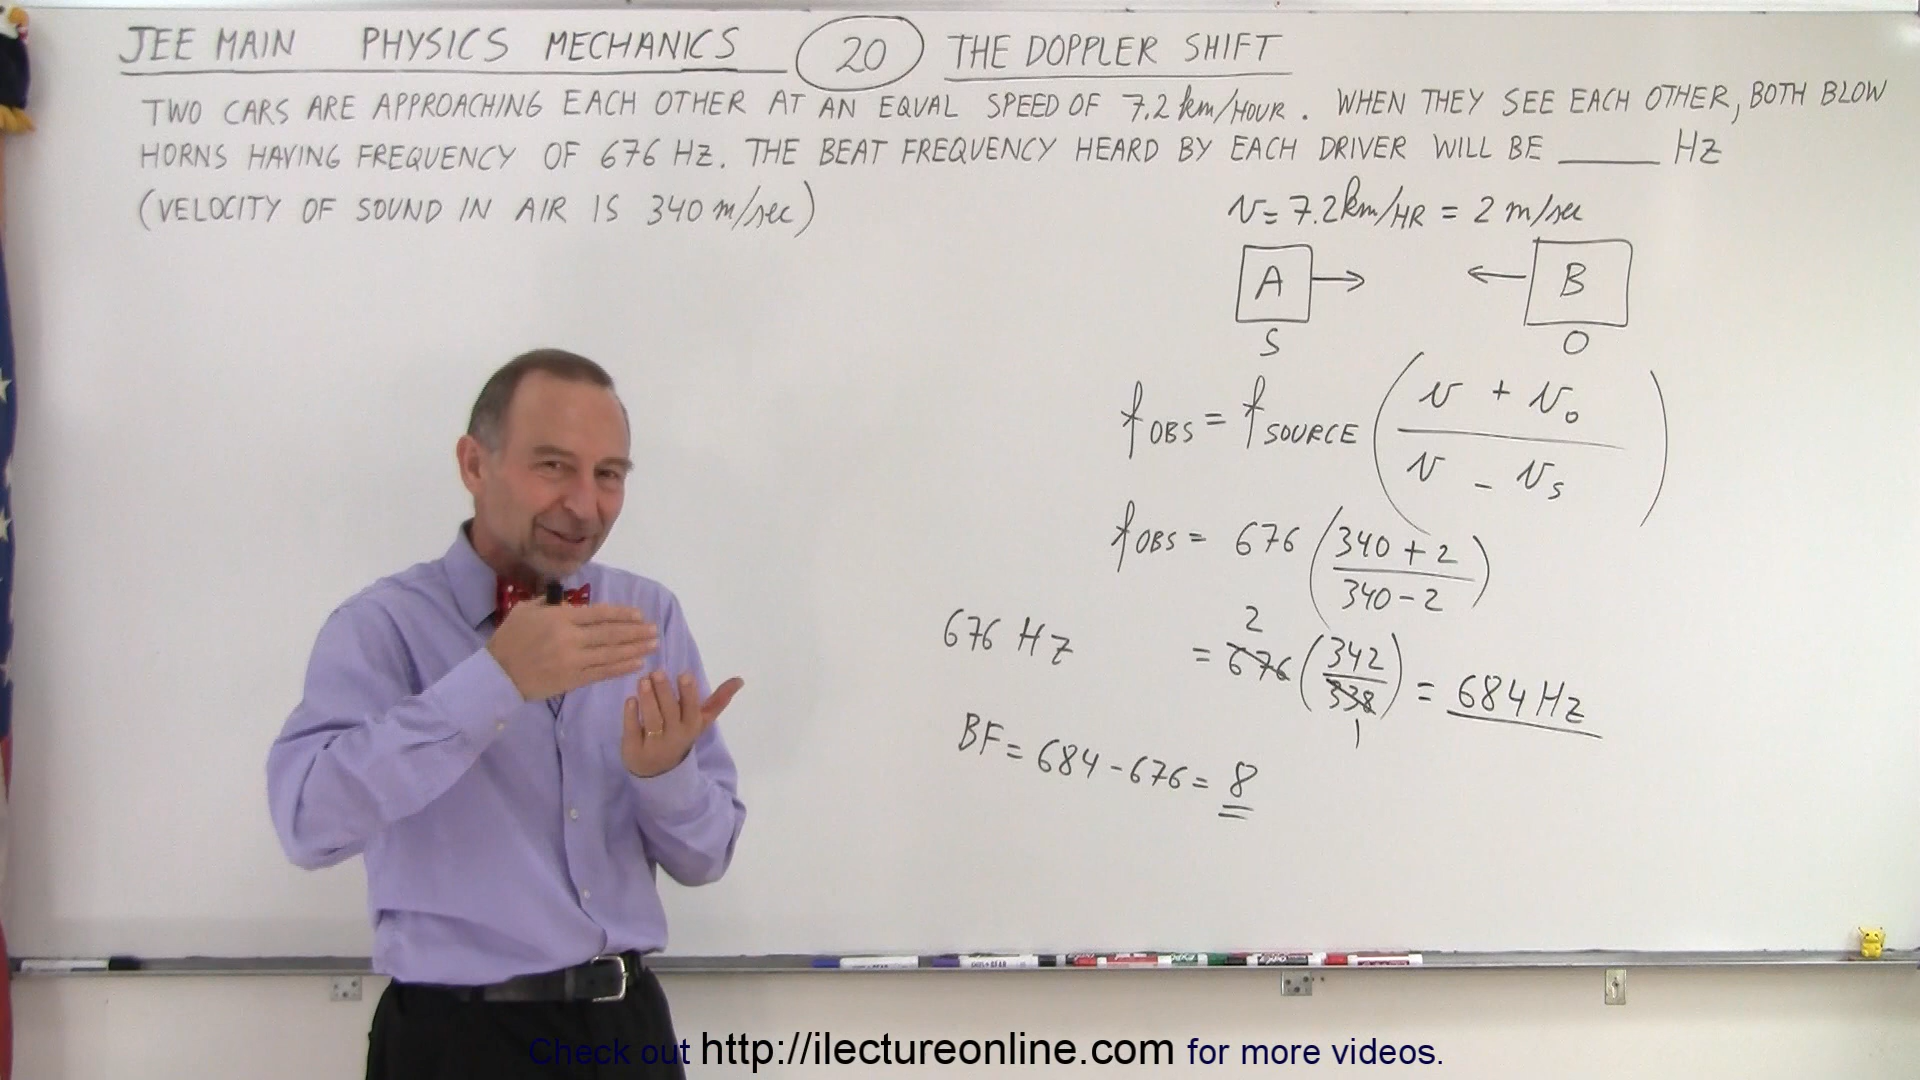 JEE MAIN PHYSICS MECHANICS 20 THE DOPPLER SHIFT
TWO CARS ARE APPROACHING EACH OTHER AT AN EQUAL SPEED OF 7.2 km/HOUR. WHEN THEY SEE EACH OTHER, BOTH BLOW
HORNS HAVING FREQUENCY OF 676 HZ. THE BEAT FREQUENCY HEARD BY EACH DRIVER WILL BE _____ HZ
(VELOCITY OF SOUND IN AIR IS 340 m/sec)
v = 7.2 km/HR = 2 m/sec
A → ← B
S O
f OBS = f SOURCE ( v + v₀ / v - vₛ )
f OBS = 676 ( 340 + 2 / 340 - 2 )
676 HZ
2
= 676 ( 342 / 338 ) = 684 HZ
1
BF = 684 - 676 = 8
Check out http://ilectureonline.com for more videos.